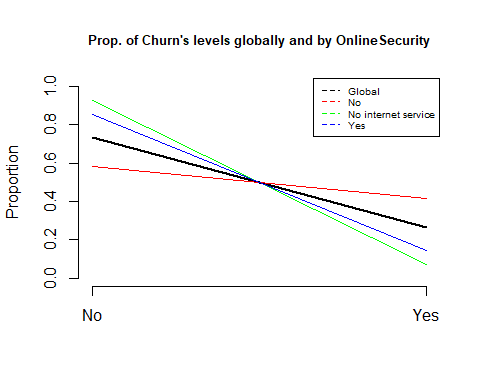 Prop. of Churn's levels globally and by OnlineSecurity
Global
No
No internet service
Yes
Proportion
1.0
0.8
0.6
0.4
0.2
0.0
No
Yes